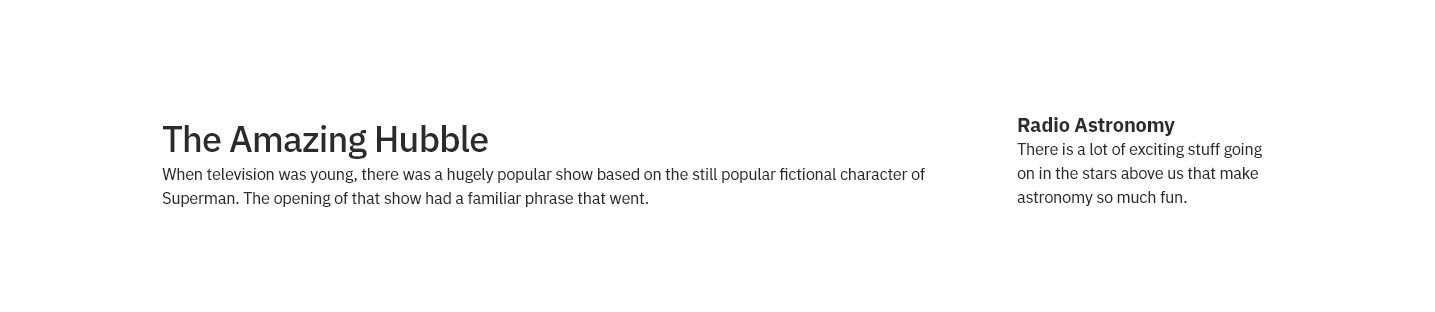 The Amazing Hubble
When television was young, there was a hugely popular show based on the still popular fictional character of
Superman. The opening of that show had a familiar phrase that went.
Radio Astronomy
There is a lot of exciting stuff going
on in the stars above us that make
astronomy so much fun.